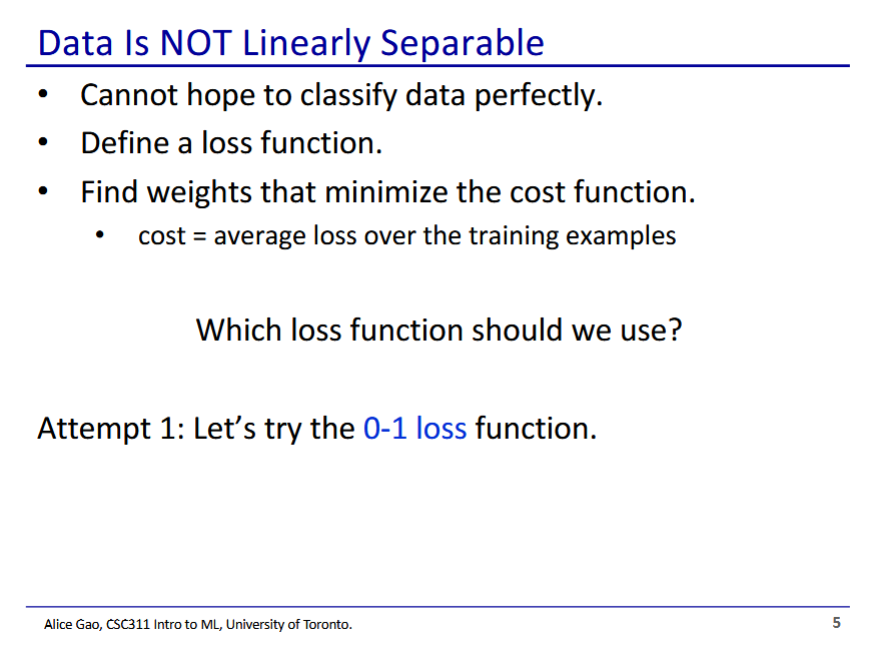 Data Is NOT Linearly Separable
• Cannot hope to classify data perfectly.
• Define a loss function.
• Find weights that minimize the cost function.
• cost = average loss over the training examples
Which loss function should we use?
Attempt 1: Let’s try the 0-1 loss function.
Alice Gao, CSC311 Intro to ML, University of Toronto.
5